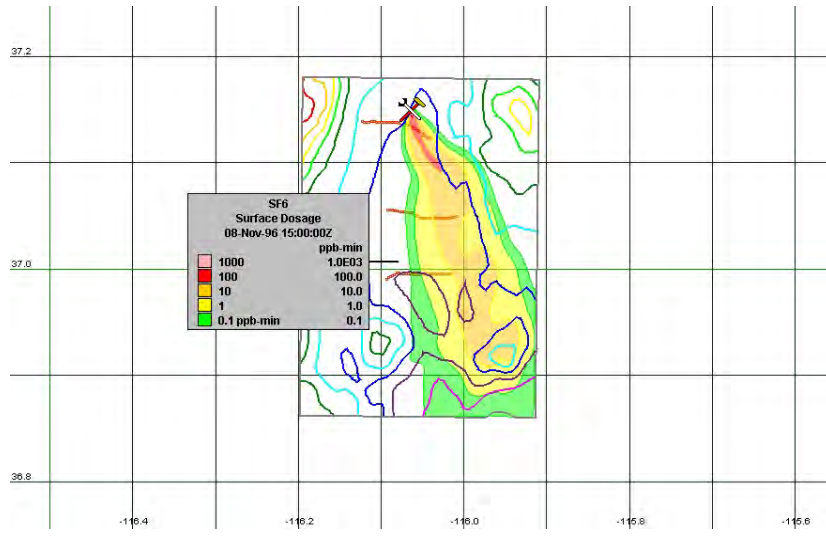 37.2
SF6
Surface Dosage
08-Nov-96 15:00:00Z
ppb-min
1000 1.0E03
100 100.0
10 10.0
1 1.0
0.1 ppb-min 0.1
37.0
36.8
-116.4 -116.2 -116.0 -115.8 -115.6